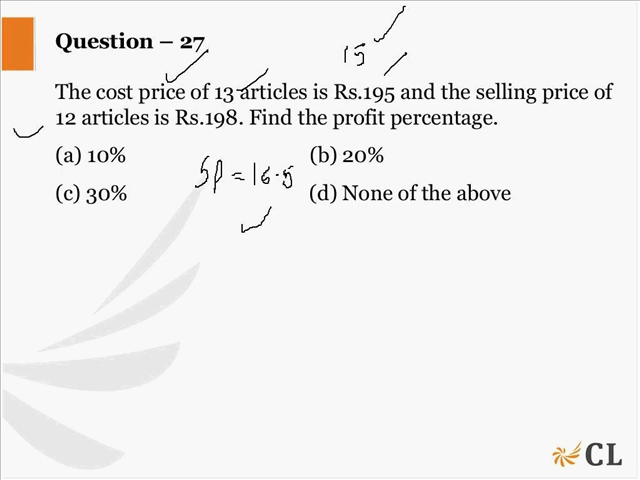 Question – 27
15
The cost price of 13 articles is Rs.195 and the selling price of
12 articles is Rs.198. Find the profit percentage.
(a) 10% (b) 20%
SP = 16.5
(c) 30% (d) None of the above
CL